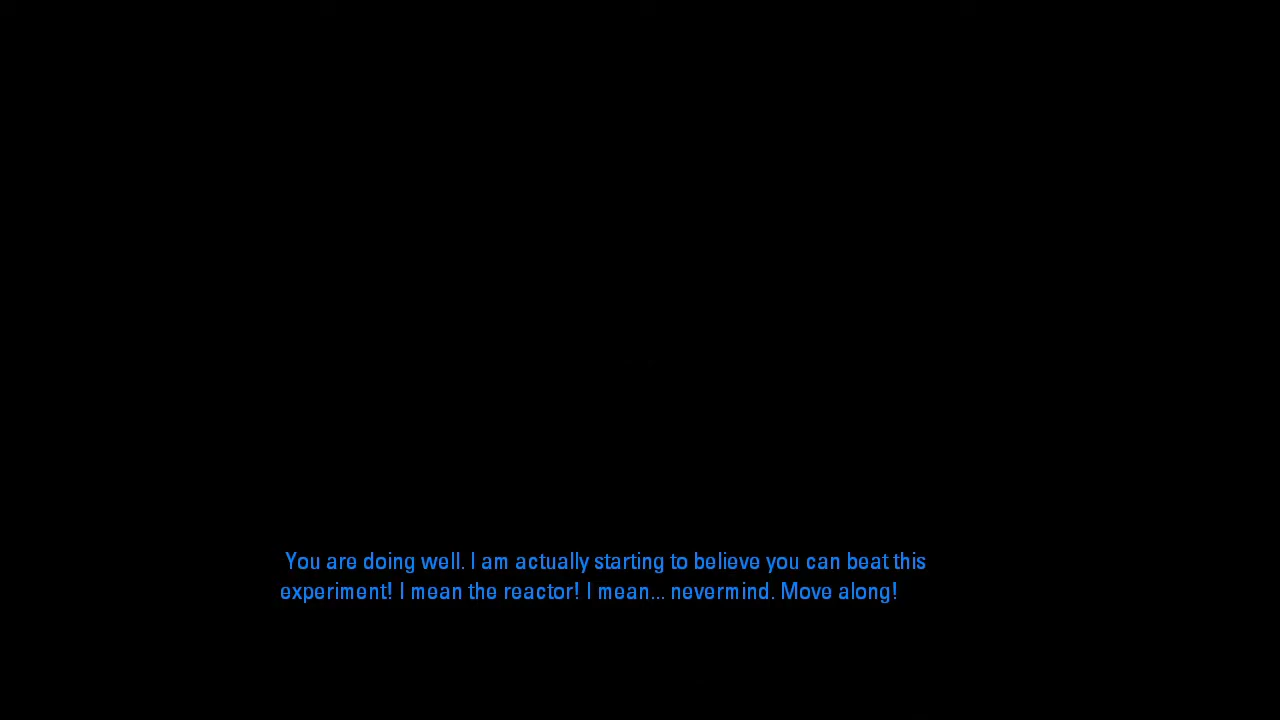 You are doing well. I am actually starting to believe you can beat this
experiment! I mean the reactor! I mean... nevermind. Move along!